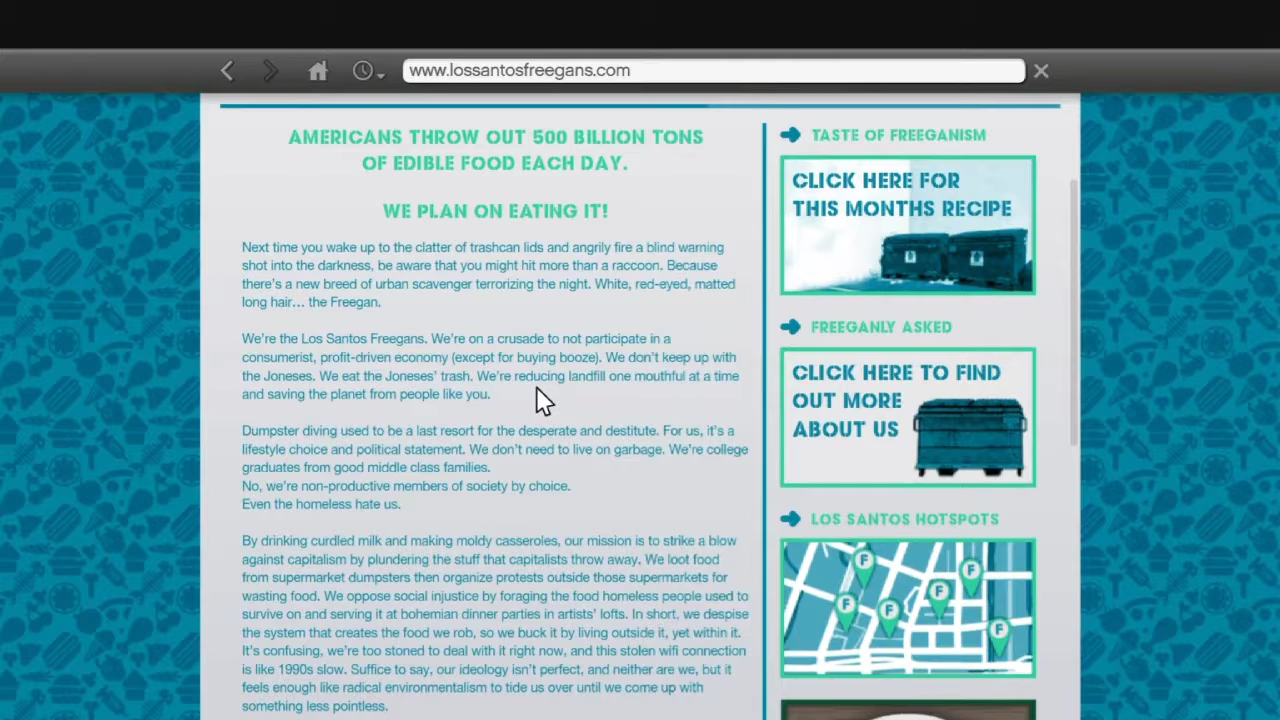 www.lossantosfreegans.com
AMERICANS THROW OUT 500 BILLION TONS
OF EDIBLE FOOD EACH DAY.
WE PLAN ON EATING IT!
Next time you wake up to the clatter of trashcan lids and angrily fire a blind warning
shot into the darkness, be aware that you might hit more than a raccoon. Because
there's a new breed of urban scavenger terrorizing the night. White, red-eyed, matted
long hair... the Freegan.
We're the Los Santos Freegans. We're on a crusade to not participate in a
consumerist, profit-driven economy (except for buying booze). We don't keep up with
the Joneses. We eat the Joneses' trash. We're reducing landfill one mouthful at a time
and saving the planet from people like you.
Dumpster diving used to be a last resort for the desperate and destitute. For us, it's a
lifestyle choice and political statement. We don't need to live on garbage. We're college
graduates from good middle class families.
No, we're non-productive members of society by choice.
Even the homeless hate us.
By drinking curdled milk and making moldy casseroles, our mission is to strike a blow
against capitalism by plundering the stuff that capitalists throw away. We loot food
from supermarket dumpsters then organize protests outside those supermarkets for
wasting food. We oppose social injustice by foraging the food homeless people used to
survive on and serving it at bohemian dinner parties in artists' lofts. In short, we despise
the system that creates the food we rob, so we buck it by living outside it, yet within it.
It's confusing, we're too stoned to deal with it right now, and this stolen wifi connection
is like 1990s slow. Suffice to say, our ideology isn't perfect, and neither are we, but it
feels enough like radical environmentalism to tide us over until we come up with
something less pointless.
TASTE OF FREEGANISM
CLICK HERE FOR
THIS MONTHS RECIPE
FREEGANLY ASKED
CLICK HERE TO FIND
OUT MORE
ABOUT US
LOS SANTOS HOTSPOTS
F
F
F
F
F
F